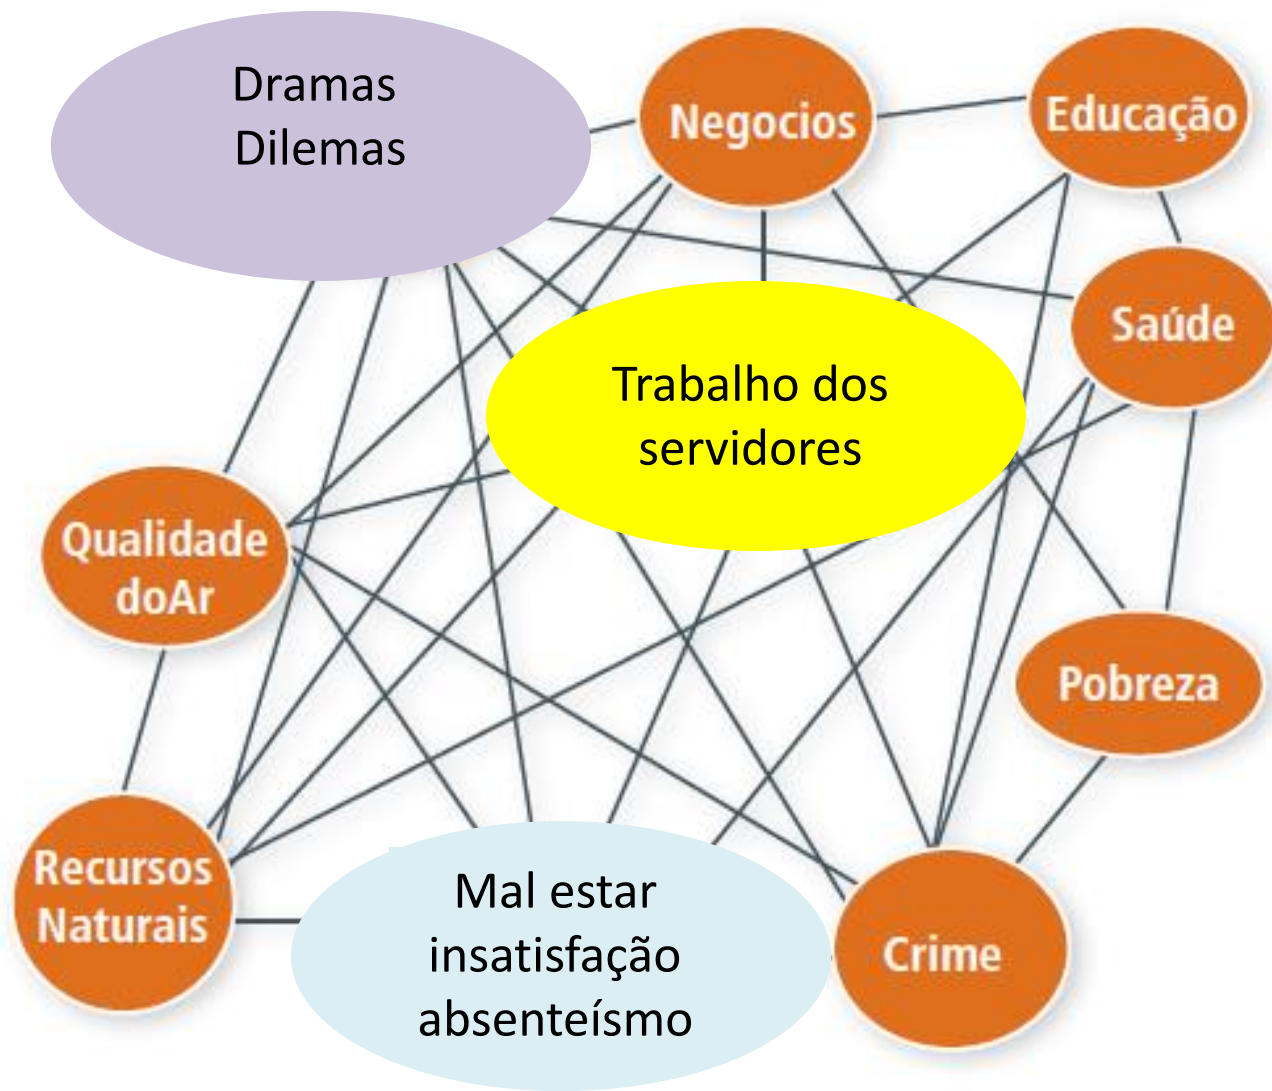 Dramas
Dilemas
Negocios
Educação
Saúde
Trabalho dos
servidores
Qualidade
doAr
Pobreza
Recursos
Naturais
Mal estar
insatisfação
absenteísmo
Crime